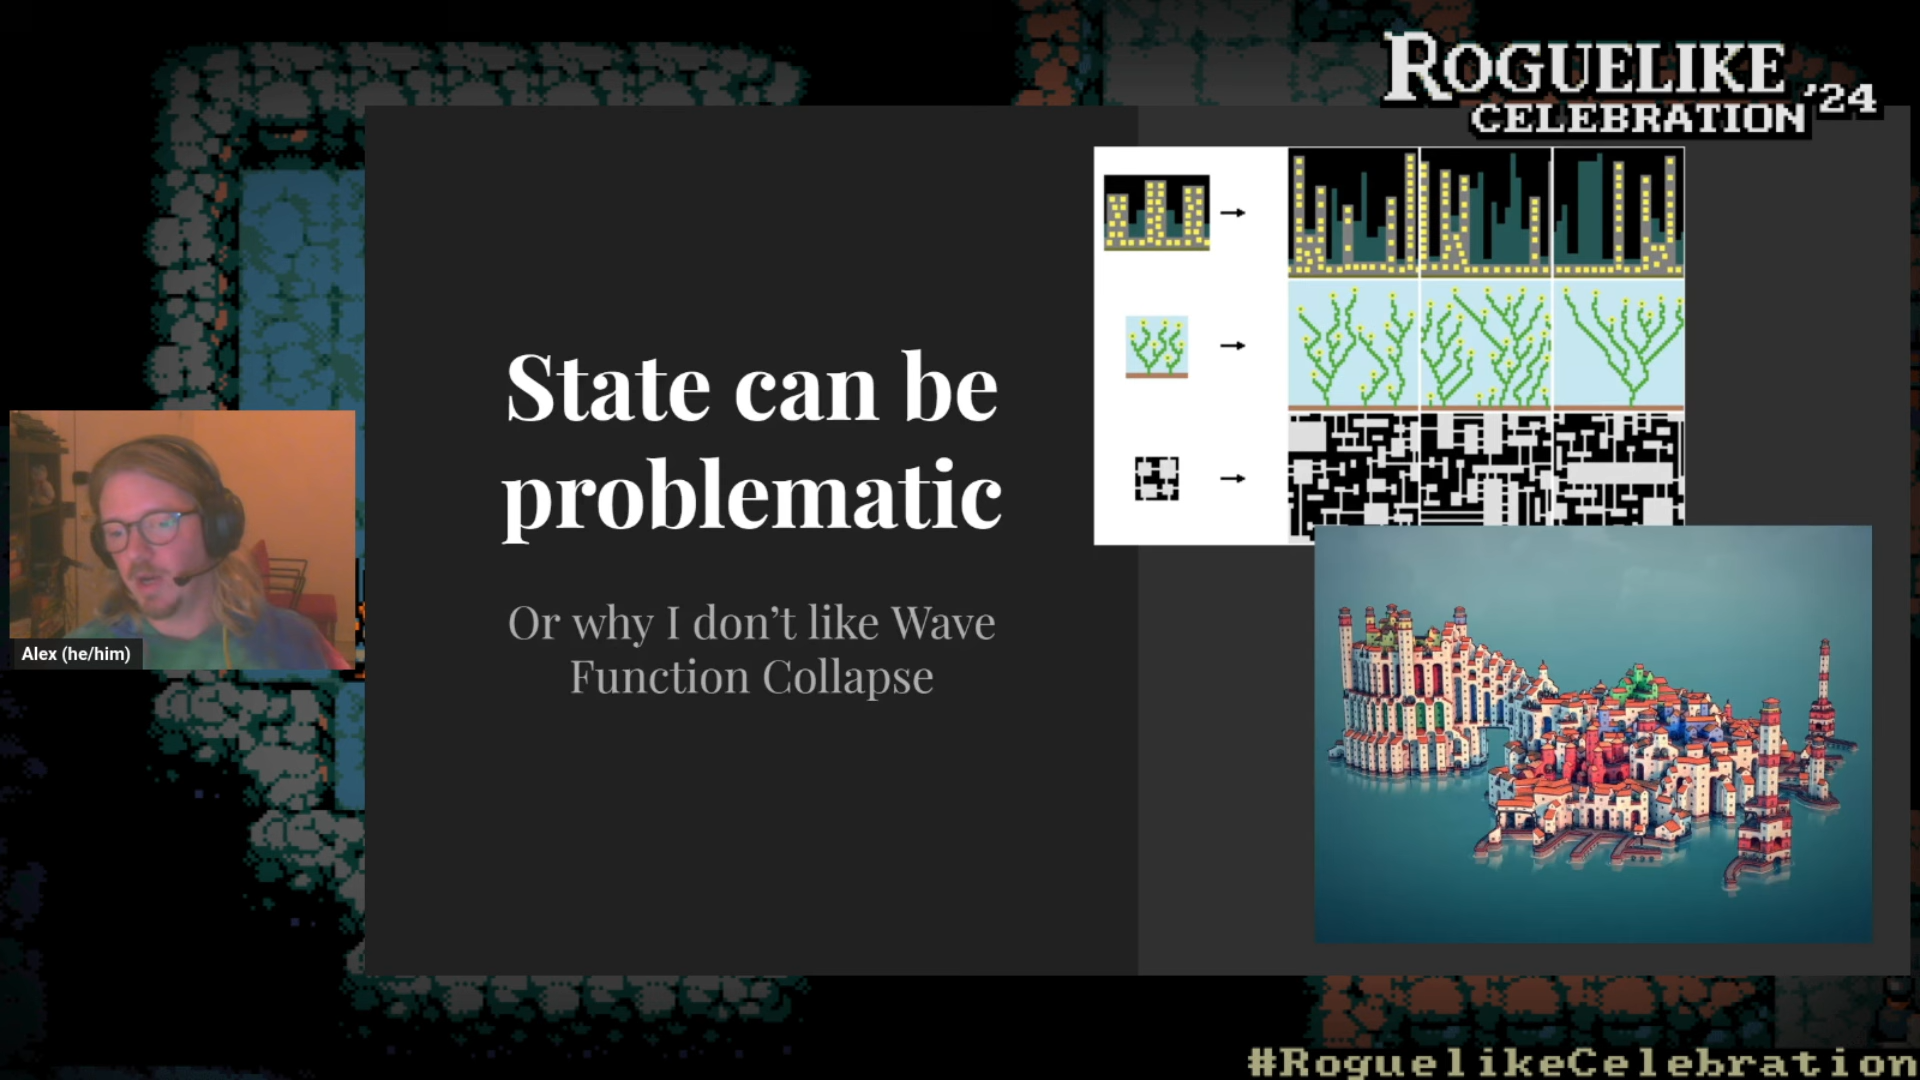 ROGUELIKE
CELEBRATION '24
State can be
problematic
Or why I don’t like Wave
Function Collapse
Alex (he/him)
#RoguelikeCelebration